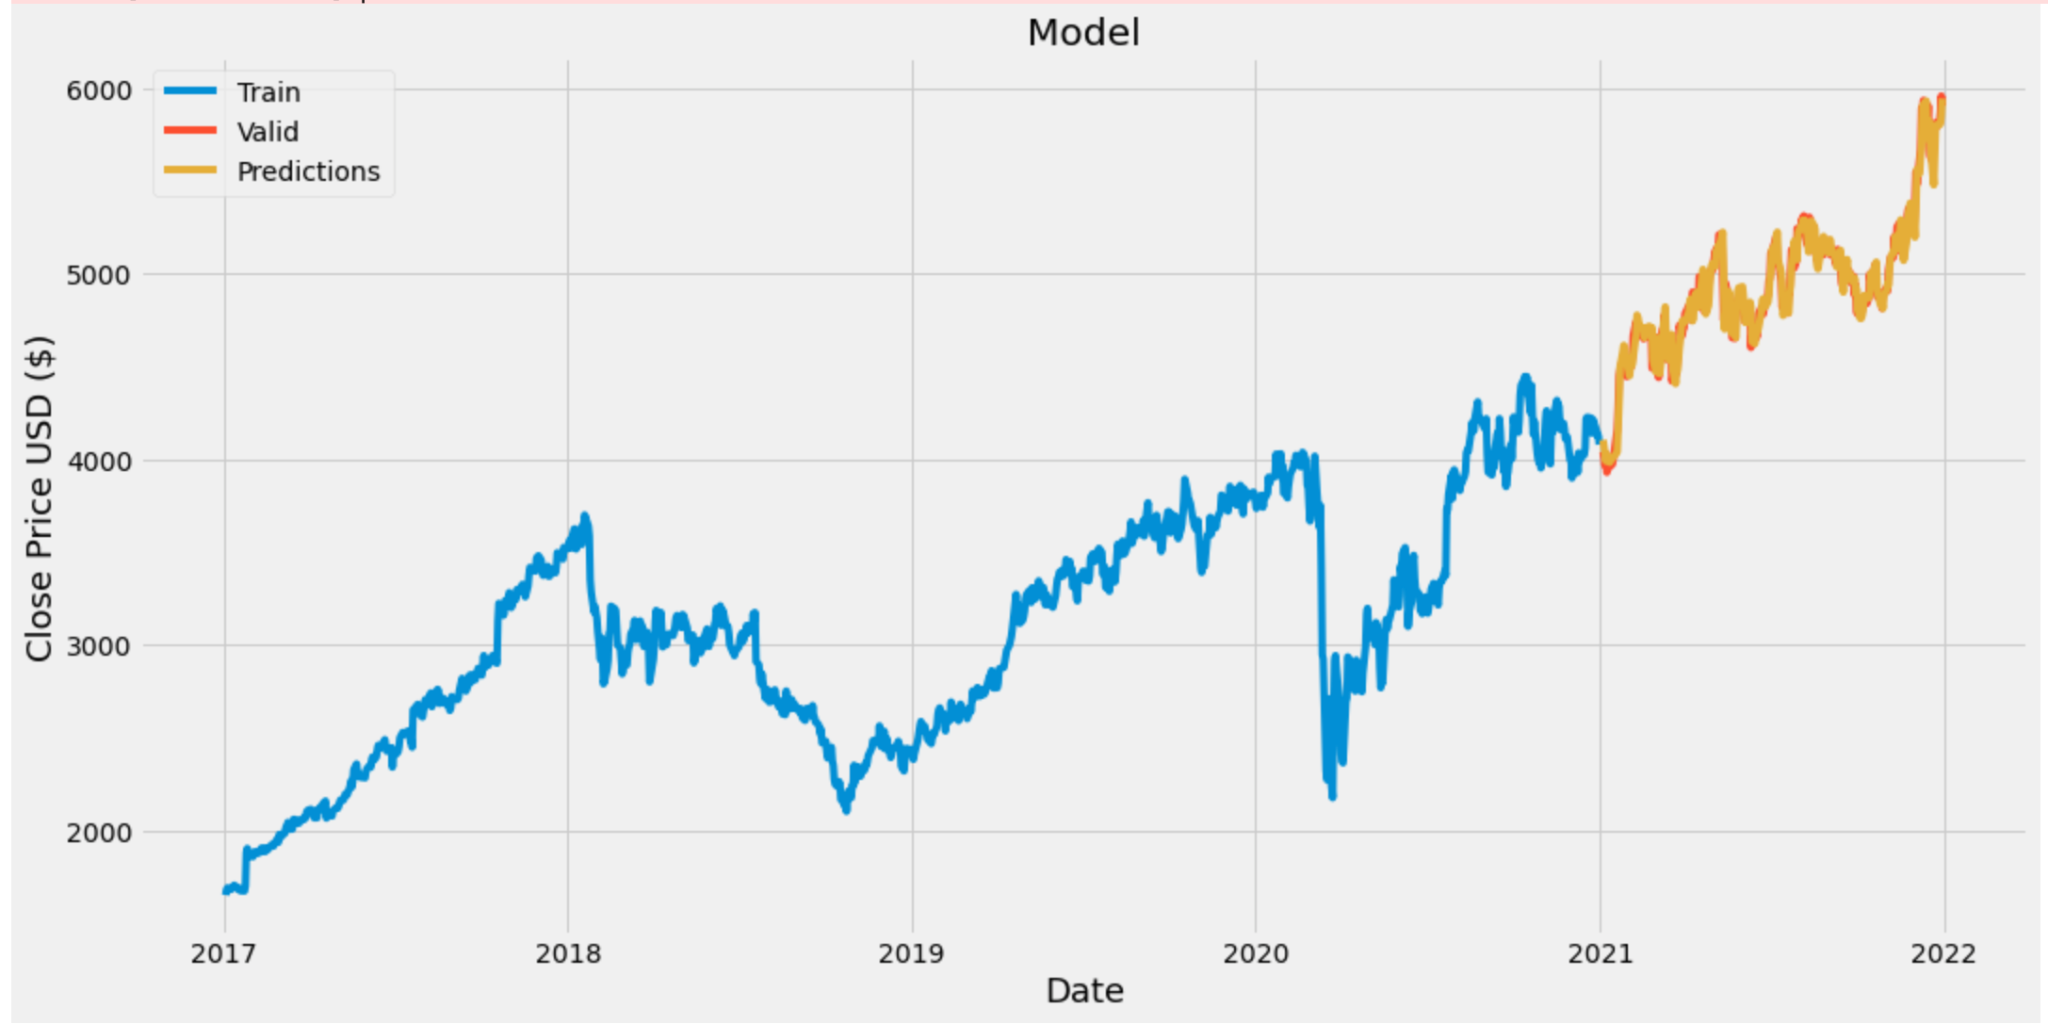 Model
Train
Valid
Predictions
Close Price USD ($)
6000
5000
4000
3000
2000
2017 2018 2019 2020 2021 2022
Date